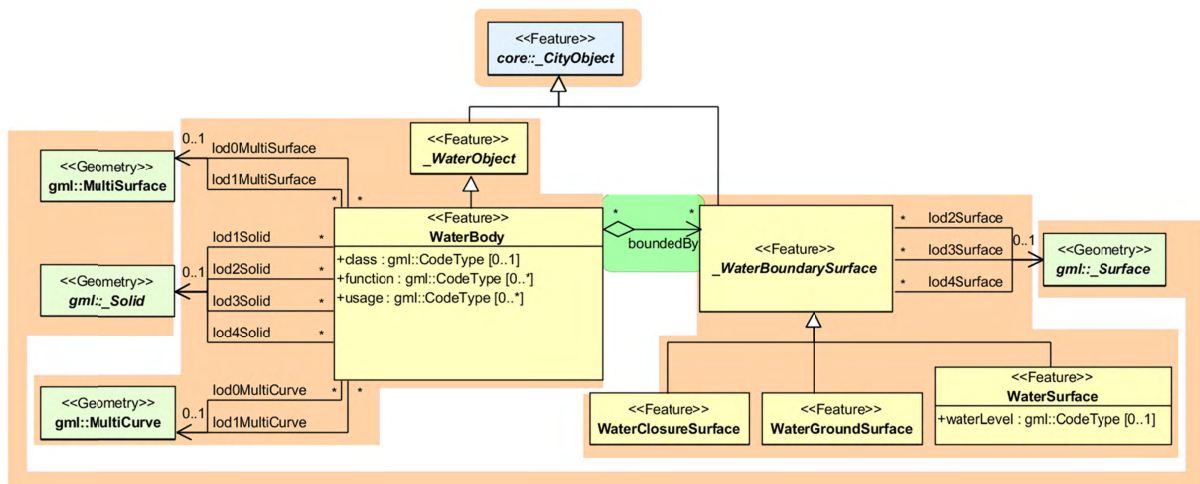 <<Feature>>
core::_CityObject
<<Feature>>
_WaterObject
<<Geometry>>
gml::MultiSurface
0..1
lod0MultiSurface
lod1MultiSurface
*
*
<<Geometry>>
gml::_Solid
0..1
lod1Solid
*
lod2Solid
*
lod3Solid
*
lod4Solid
*
<<Geometry>>
gml::MultiCurve
0..1
lod0MultiCurve
lod1MultiCurve
*
*
<<Feature>>
WaterBody
+class : gml::CodeType [0..1]
+function : gml::CodeType [0..*]
+usage : gml::CodeType [0..*]
*
*
boundedBy
<<Feature>>
_WaterBoundarySurface
*
lod2Surface
*
lod3Surface
*
lod4Surface
0..1
<<Geometry>>
gml::_Surface
<<Feature>>
WaterClosureSurface
<<Feature>>
WaterGroundSurface
<<Feature>>
WaterSurface
+waterLevel : gml::CodeType [0..1]